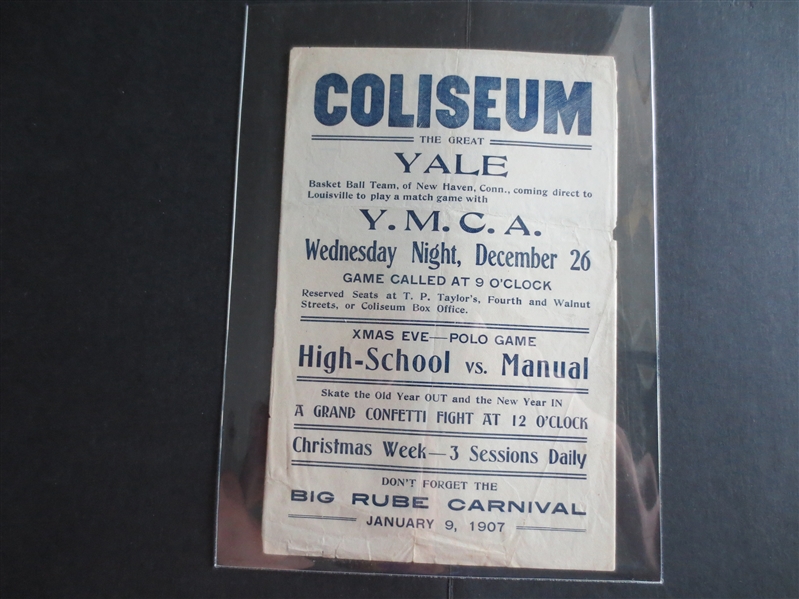 COLISEUM
THE GREAT
YALE
Basket Ball Team, of New Haven, Conn., coming direct to
Louisville to play a match game with
Y. M. C. A.
Wednesday Night, December 26
GAME CALLED AT 9 O'CLOCK
Reserved Seats at T. P. Taylor's, Fourth and Walnut
Streets, or Coliseum Box Office.
XMAS EVE—POLO GAME
High-School vs. Manual
Skate the Old Year OUT and the New Year IN
A GRAND CONFETTI FIGHT AT 12 O'CLOCK
Christmas Week—3 Sessions Daily
DON'T FORGET THE
BIG RUBE CARNIVAL
JANUARY 9, 1907